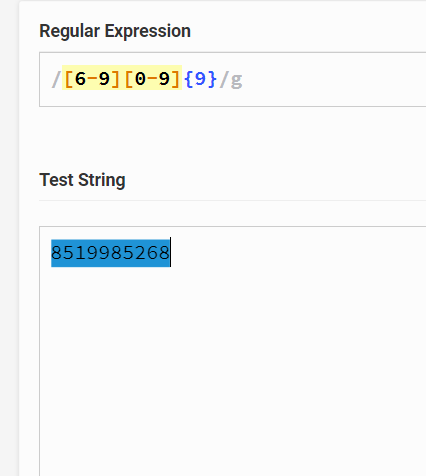 Regular Expression
/[6-9][0-9]{9}/g
Test String
8519985268